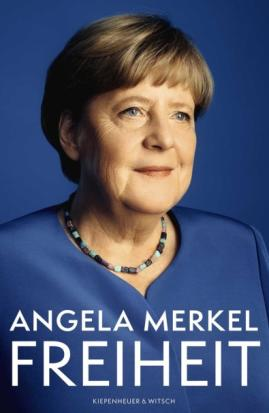 ANGELA MERKEL
FREIHEIT
KIEPENHEUER & WITSCH